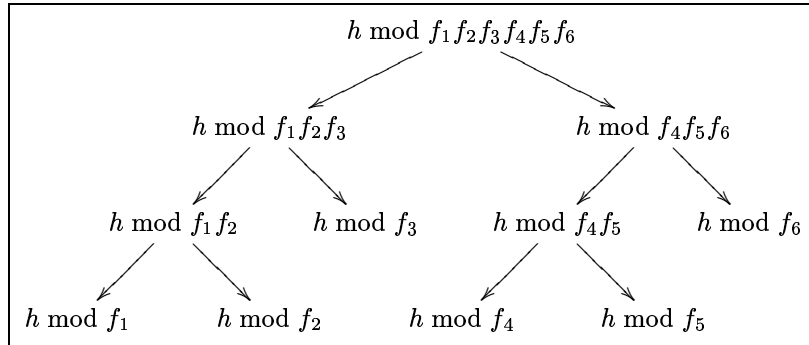 h mod f₁f₂f₃f₄f₅f₆
h mod f₁f₂f₃ h mod f₄f₅f₆
h mod f₁f₂ h mod f₃ h mod f₄f₅ h mod f₆
h mod f₁ h mod f₂ h mod f₄ h mod f₅